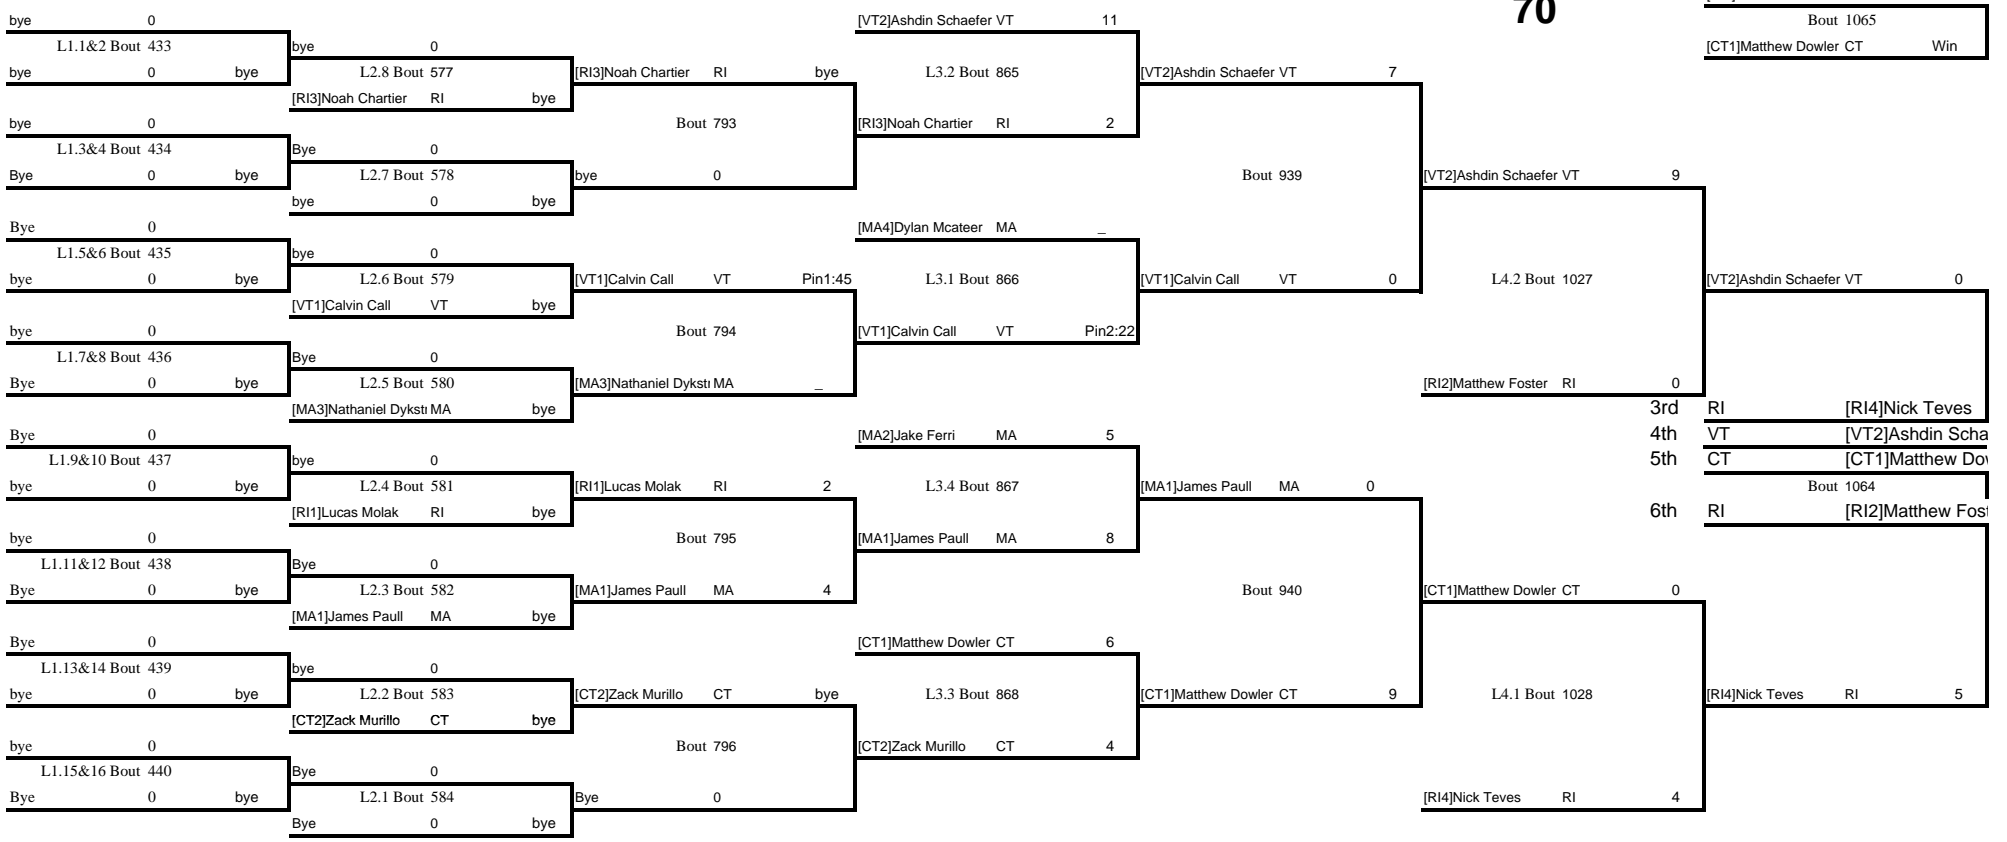 70
bye 0 [VT2]Ashdin Schaefer VT 11
Bout 1065
L1.1&2 Bout 433 bye 0 [CT1]Matthew Dowler CT Win
bye 0 bye L2.8 Bout 577 [RI3]Noah Chartier RI bye L3.2 Bout 865 [VT2]Ashdin Schaefer VT 7
[RI3]Noah Chartier RI bye
bye 0 Bout 793 [RI3]Noah Chartier RI 2
L1.3&4 Bout 434 Bye 0
Bye 0 bye L2.7 Bout 578 bye 0 Bout 939 [VT2]Ashdin Schaefer VT 9
bye 0 bye
Bye 0 [MA4]Dylan Mcateer MA _
L1.5&6 Bout 435 bye 0
bye 0 bye L2.6 Bout 579 [VT1]Calvin Call VT Pin1:45 L3.1 Bout 866 [VT1]Calvin Call VT 0 L4.2 Bout 1027 [VT2]Ashdin Schaefer VT 0
[VT1]Calvin Call VT bye
bye 0 Bout 794 [VT1]Calvin Call VT Pin2:22
L1.7&8 Bout 436 Bye 0
Bye 0 bye L2.5 Bout 580 [MA3]Nathaniel Dykstr MA _ [RI2]Matthew Foster RI 0
[MA3]Nathaniel Dykstr MA bye 3rd RI [RI4]Nick Teves
Bye 0 [MA2]Jake Ferri MA 5 4th VT [VT2]Ashdin Scha
L1.9&10 Bout 437 bye 0 5th CT [CT1]Matthew Dow
bye 0 bye L2.4 Bout 581 [RI1]Lucas Molak RI 2 L3.4 Bout 867 [MA1]James Paull MA 0 Bout 1064
[RI1]Lucas Molak RI bye 6th RI [RI2]Matthew Fost
bye 0 Bout 795 [MA1]James Paull MA 8
L1.11&12 Bout 438 Bye 0
Bye 0 bye L2.3 Bout 582 [MA1]James Paull MA 4 Bout 940 [CT1]Matthew Dowler CT 0
[MA1]James Paull MA bye
Bye 0 [CT1]Matthew Dowler CT 6
L1.13&14 Bout 439 bye 0
bye 0 bye L2.2 Bout 583 [CT2]Zack Murillo CT bye L3.3 Bout 868 [CT1]Matthew Dowler CT 9 L4.1 Bout 1028 [RI4]Nick Teves RI 5
[CT2]Zack Murillo CT bye
bye 0 Bout 796 [CT2]Zack Murillo CT 4
L1.15&16 Bout 440 Bye 0
Bye 0 bye L2.1 Bout 584 Bye 0 [RI4]Nick Teves RI 4
Bye 0 bye